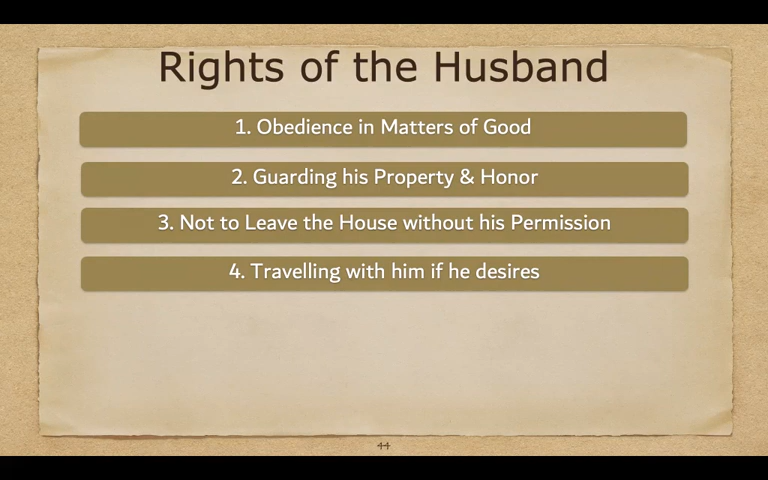 Rights of the Husband
1. Obedience in Matters of Good
2. Guarding his Property & Honor
3. Not to Leave the House without his Permission
4. Travelling with him if he desires
44